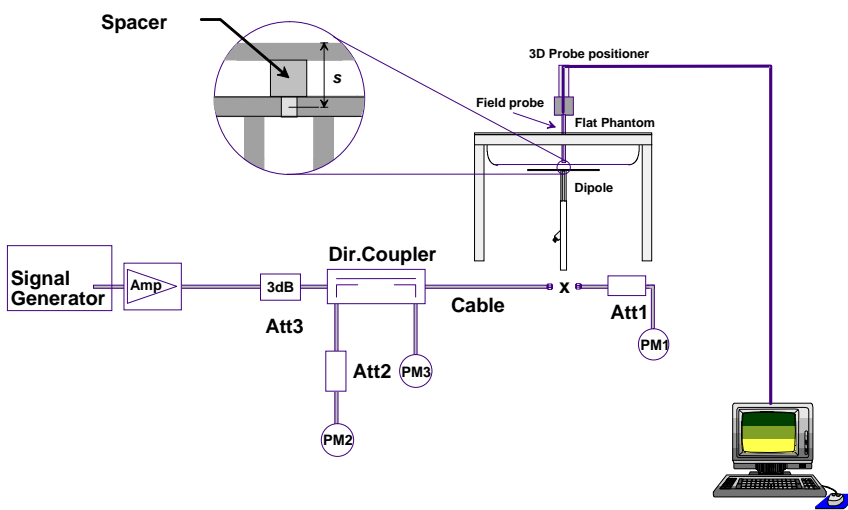 Spacer
s
3D Probe positioner
Field probe
Flat Phantom
Dipole
Signal
Generator
Amp
3dB
Att3
Dir.Coupler
Cable
x
Att1
PM1
Att2
PM3
PM2